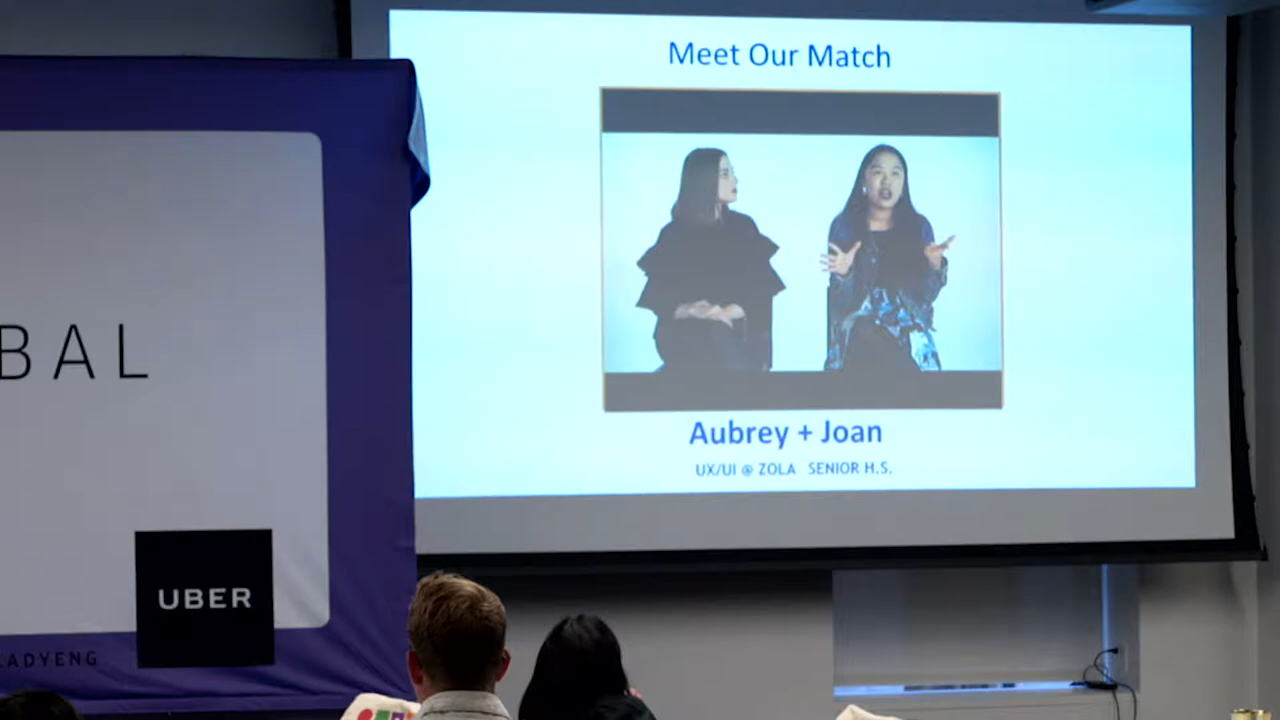 Meet Our Match
Aubrey + Joan
UX/UI @ ZOLA SENIOR H.S.
BAL
UBER
LADYENG